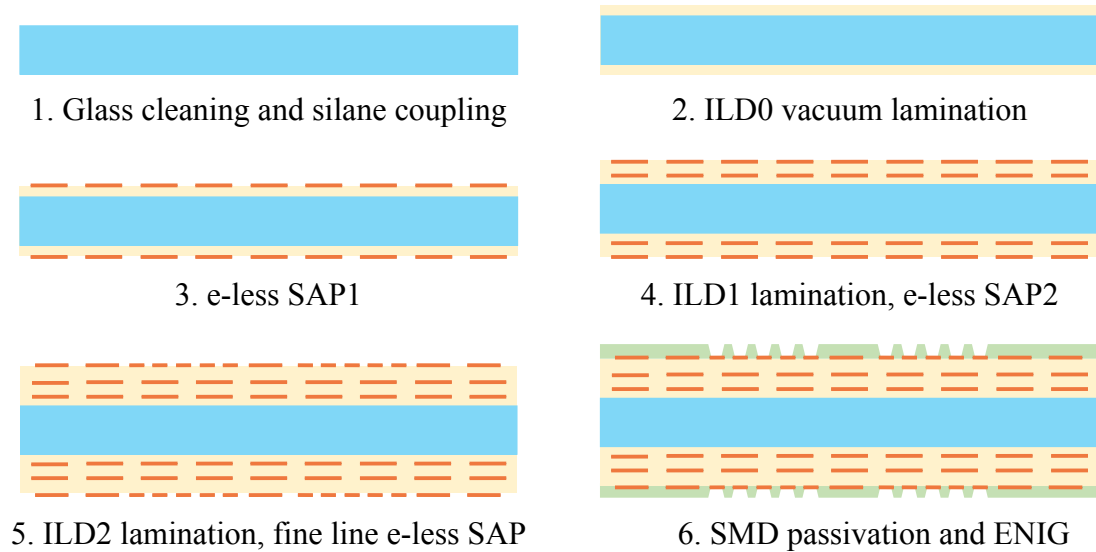 1. Glass cleaning and silane coupling
2. ILD0 vacuum lamination
3. e-less SAP1
4. ILD1 lamination, e-less SAP2
5. ILD2 lamination, fine line e-less SAP
6. SMD passivation and ENIG